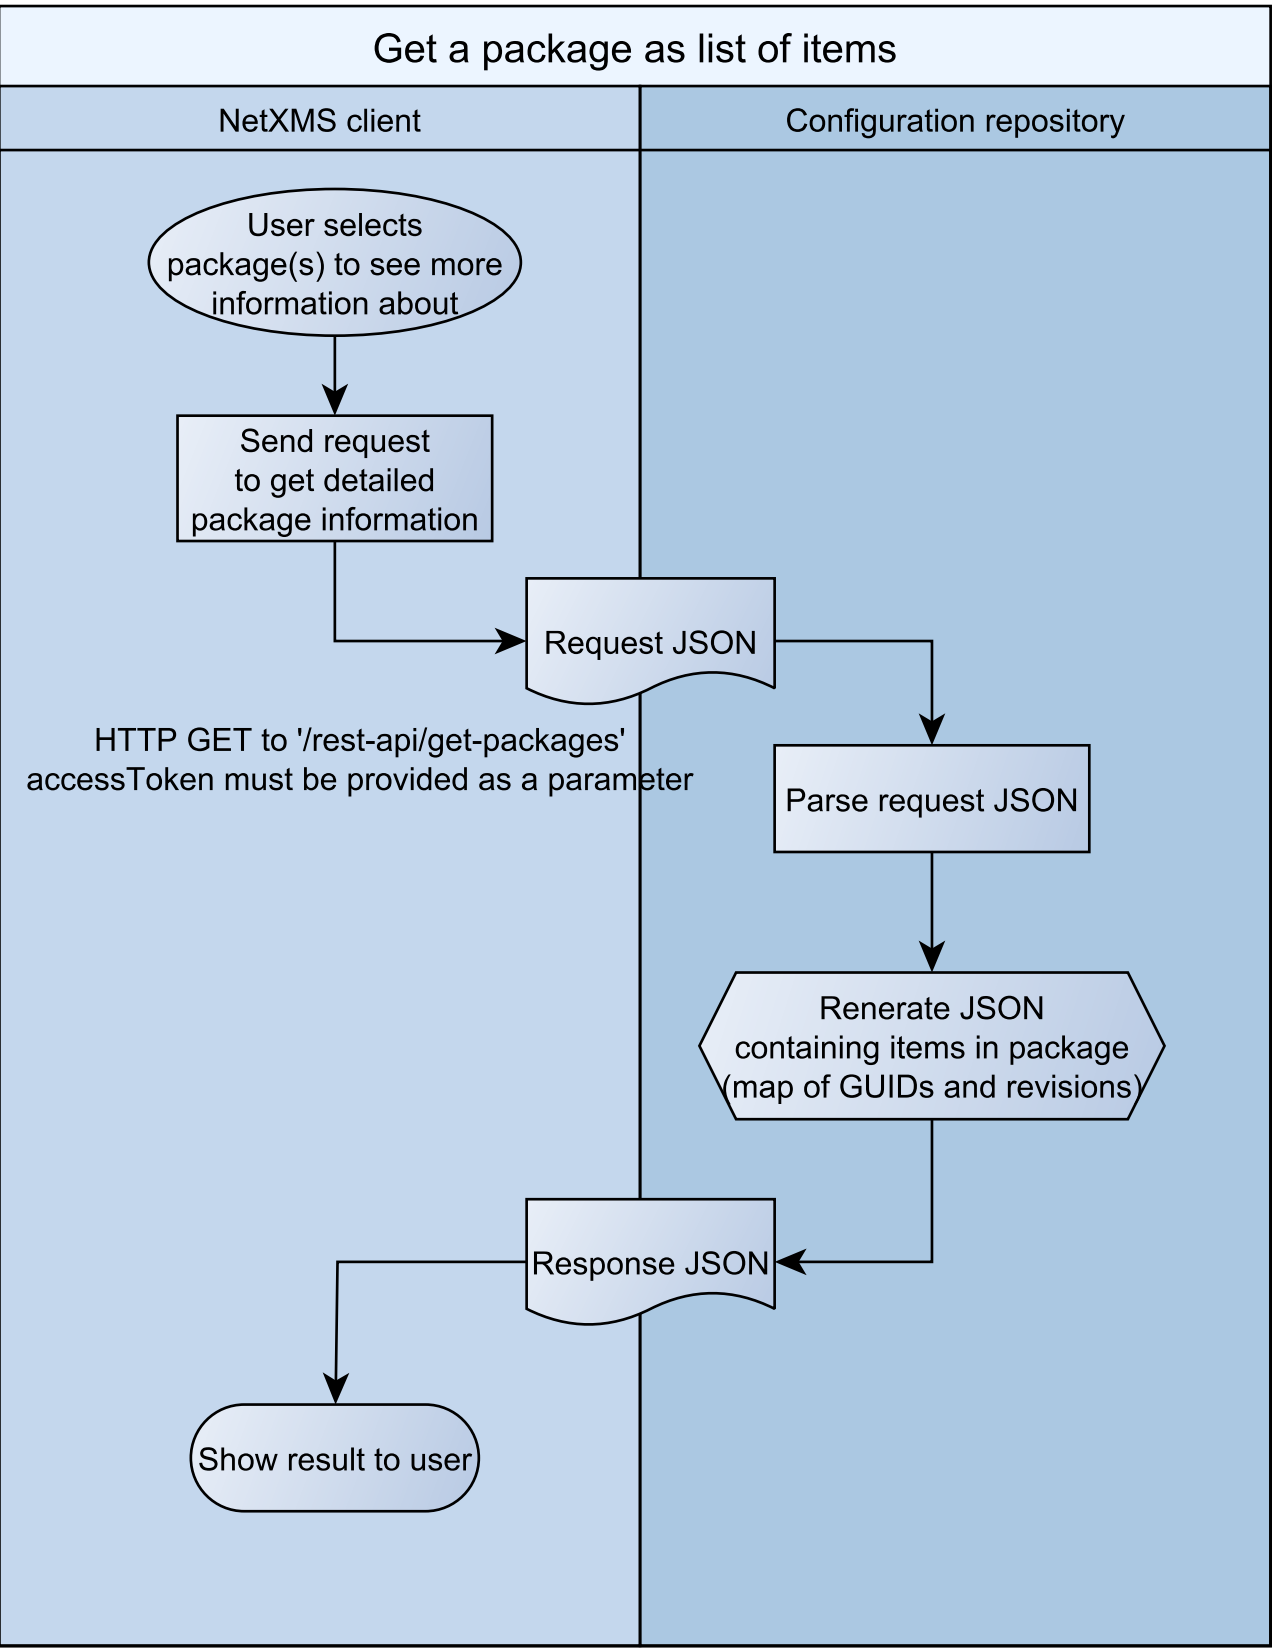 Get a package as list of items
NetXMS client
Configuration repository
User selects
package(s) to see more
information about
Send request
to get detailed
package information
Request JSON
HTTP GET to '/rest-api/get-packages'
accessToken must be provided as a parameter
Parse request JSON
Renerate JSON
containing items in package
(map of GUIDs and revisions)
Response JSON
Show result to user